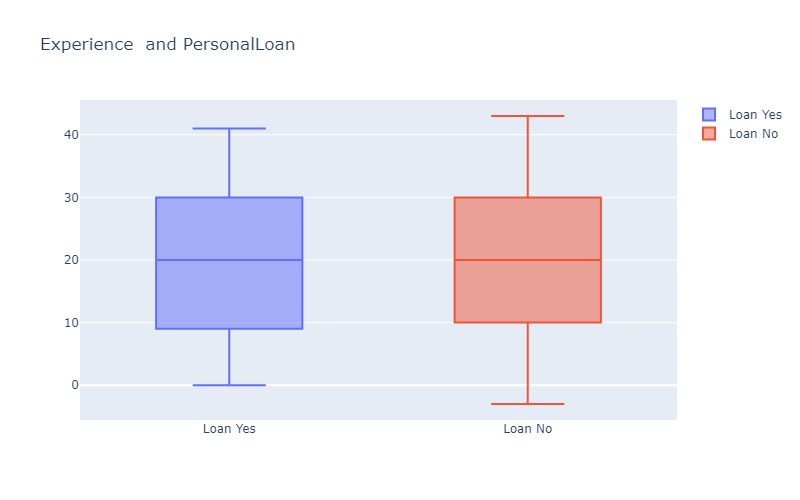 Experience  and PersonalLoan
Loan Yes
Loan No
40
30
20
10
0
Loan Yes
Loan No